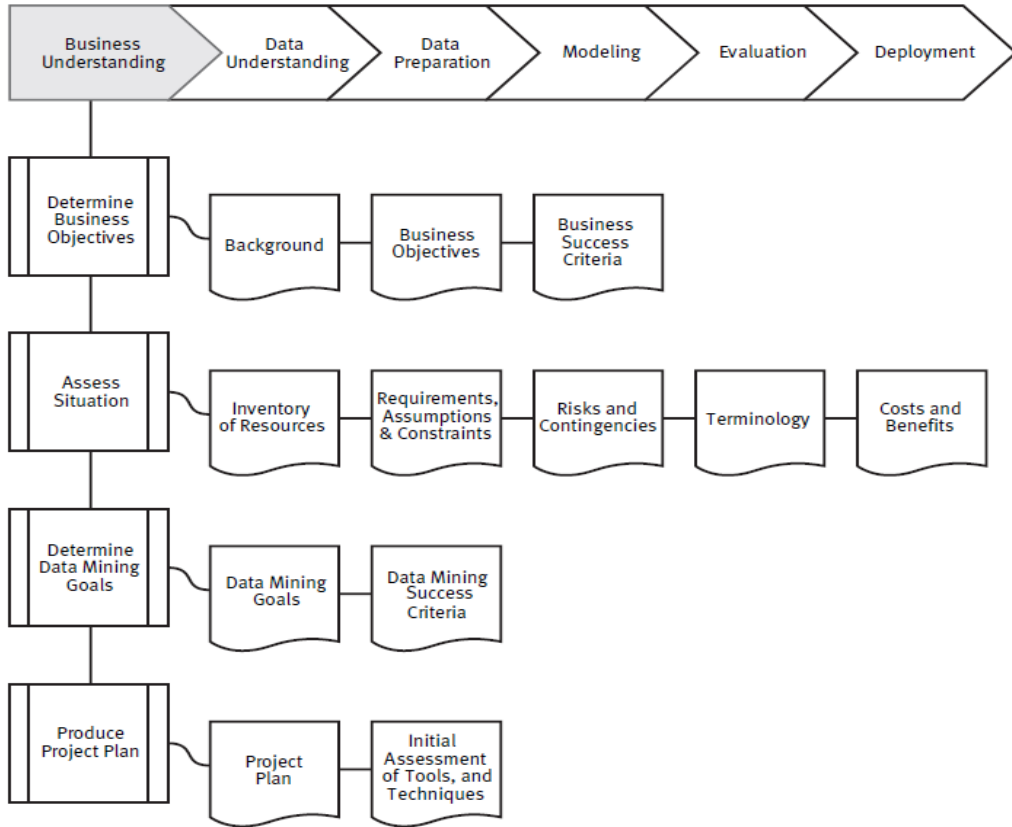 Business
Understanding
Data
Understanding
Data
Preparation
Modeling
Evaluation
Deployment
Determine
Business
Objectives
Background
Business
Objectives
Business
Success
Criteria
Assess
Situation
Inventory
of Resources
Requirements,
Assumptions
& Constraints
Risks and
Contingencies
Terminology
Costs and
Benefits
Determine
Data Mining
Goals
Data Mining
Goals
Data Mining
Success
Criteria
Produce
Project Plan
Project
Plan
Initial
Assessment
of Tools, and
Techniques